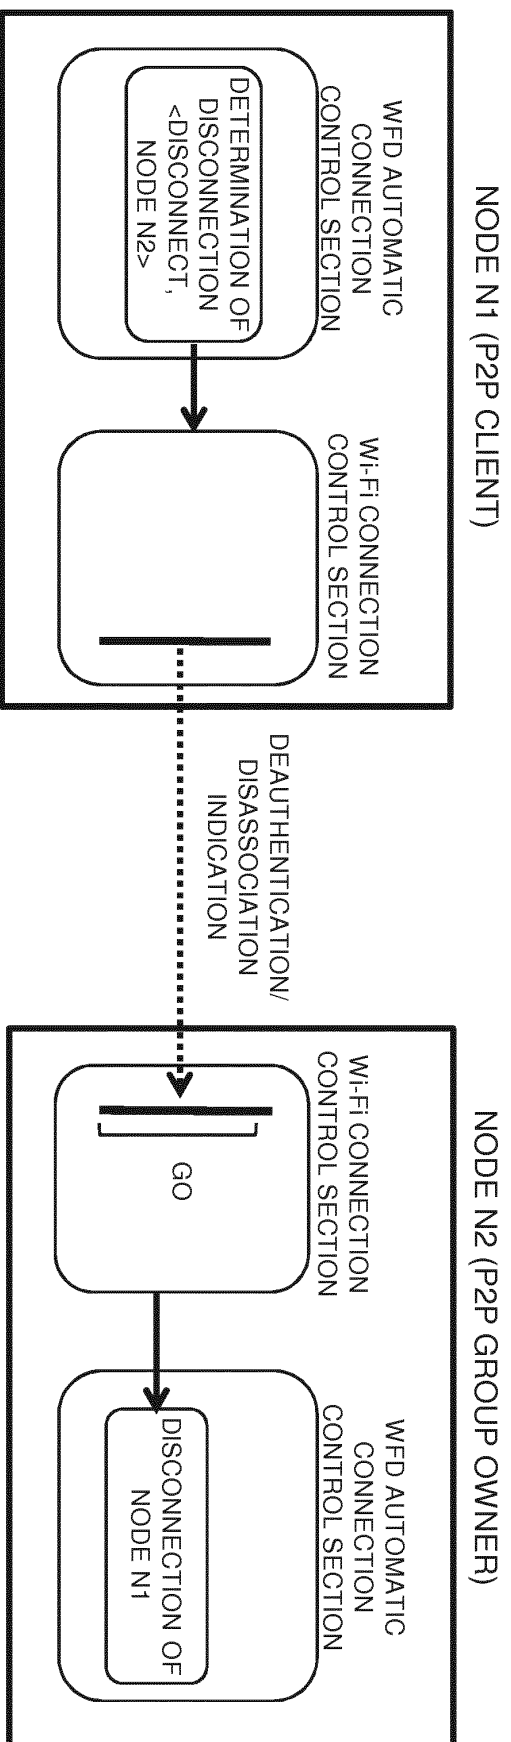 NODE N1 (P2P CLIENT)
WFD AUTOMATIC
CONNECTION
CONTROL SECTION
DETERMINATION OF
DISCONNECTION
<DISCONNECT,
NODE N2>
Wi-Fi CONNECTION
CONTROL SECTION
DEAUTHENTICATION/
DISASSOCIATION
INDICATION
NODE N2 (P2P GROUP OWNER)
Wi-Fi CONNECTION
CONTROL SECTION
GO
WFD AUTOMATIC
CONNECTION
CONTROL SECTION
DISCONNECTION OF
NODE N1